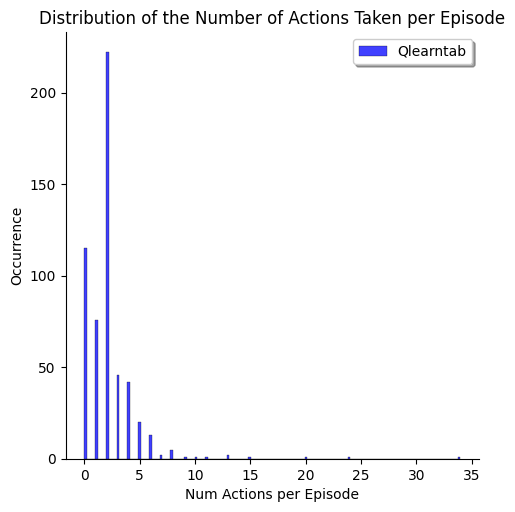 Distribution of the Number of Actions Taken per Episode
Qlearntab
Occurrence
200
150
100
50
0
0 5 10 15 20 25 30 35
Num Actions per Episode